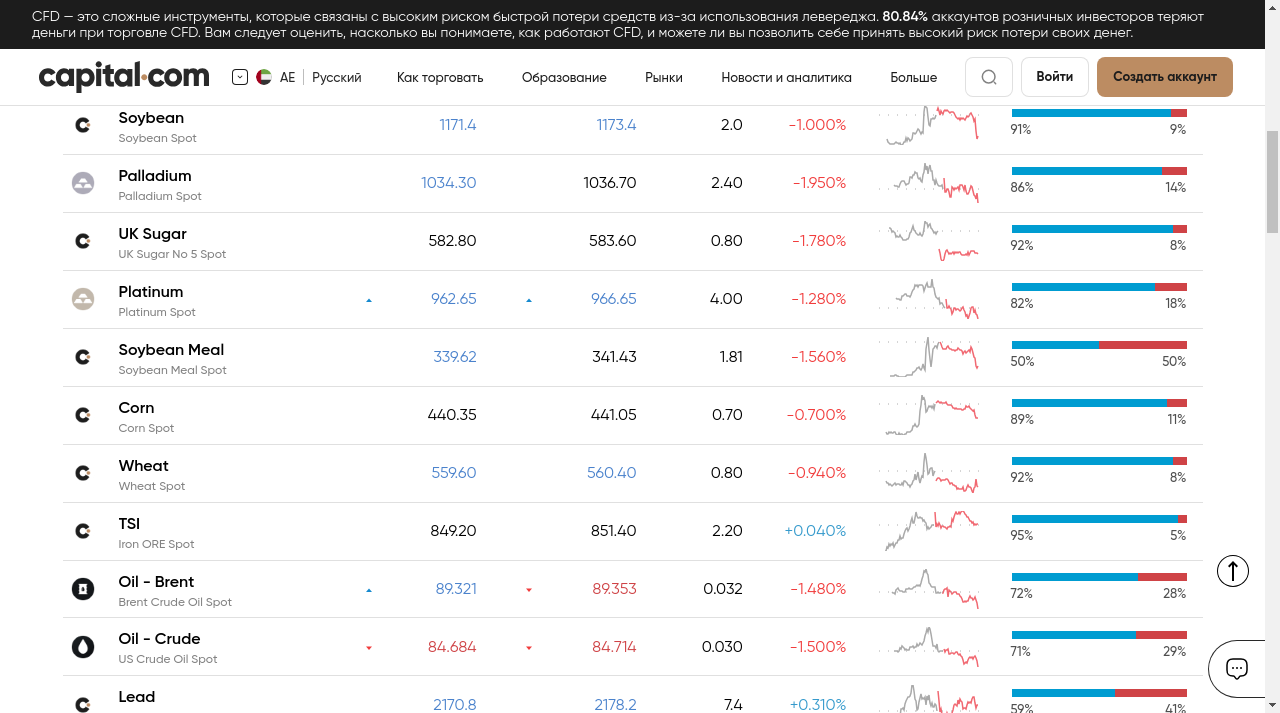 CFD — это сложные инструменты, которые связаны с высоким риском быстрой потери средств из-за использования левереджа. 80.84% аккаунтов розничных инвесторов теряют
деньги при торговле CFD. Вам следует оценить, насколько вы понимаете, как работают CFD, и можете ли вы позволить себе принять высокий риск потери своих денег.
capital.com AE Русский Как торговать Образование Рынки Новости и аналитика Больше Войти Создать аккаунт
Soybean 1171.4 1173.4 2.0 -1.000%
Soybean Spot 91% 9%
Palladium 1034.30 1036.70 2.40 -1.950%
Palladium Spot 86% 14%
UK Sugar 582.80 583.60 0.80 -1.780%
UK Sugar No 5 Spot 92% 8%
Platinum 962.65 966.65 4.00 -1.280%
Platinum Spot 82% 18%
Soybean Meal 339.62 341.43 1.81 -1.560%
Soybean Meal Spot 50% 50%
Corn 440.35 441.05 0.70 -0.700%
Corn Spot 89% 11%
Wheat 559.60 560.40 0.80 -0.940%
Wheat Spot 92% 8%
TSI 849.20 851.40 2.20 +0.040%
Iron ORE Spot 95% 5%
Oil - Brent 89.321 89.353 0.032 -1.480%
Brent Crude Oil Spot 72% 28%
Oil - Crude 84.684 84.714 0.030 -1.500%
US Crude Oil Spot 71% 29%
Lead 2170.8 2178.2 7.4 +0.310%
59% 41%